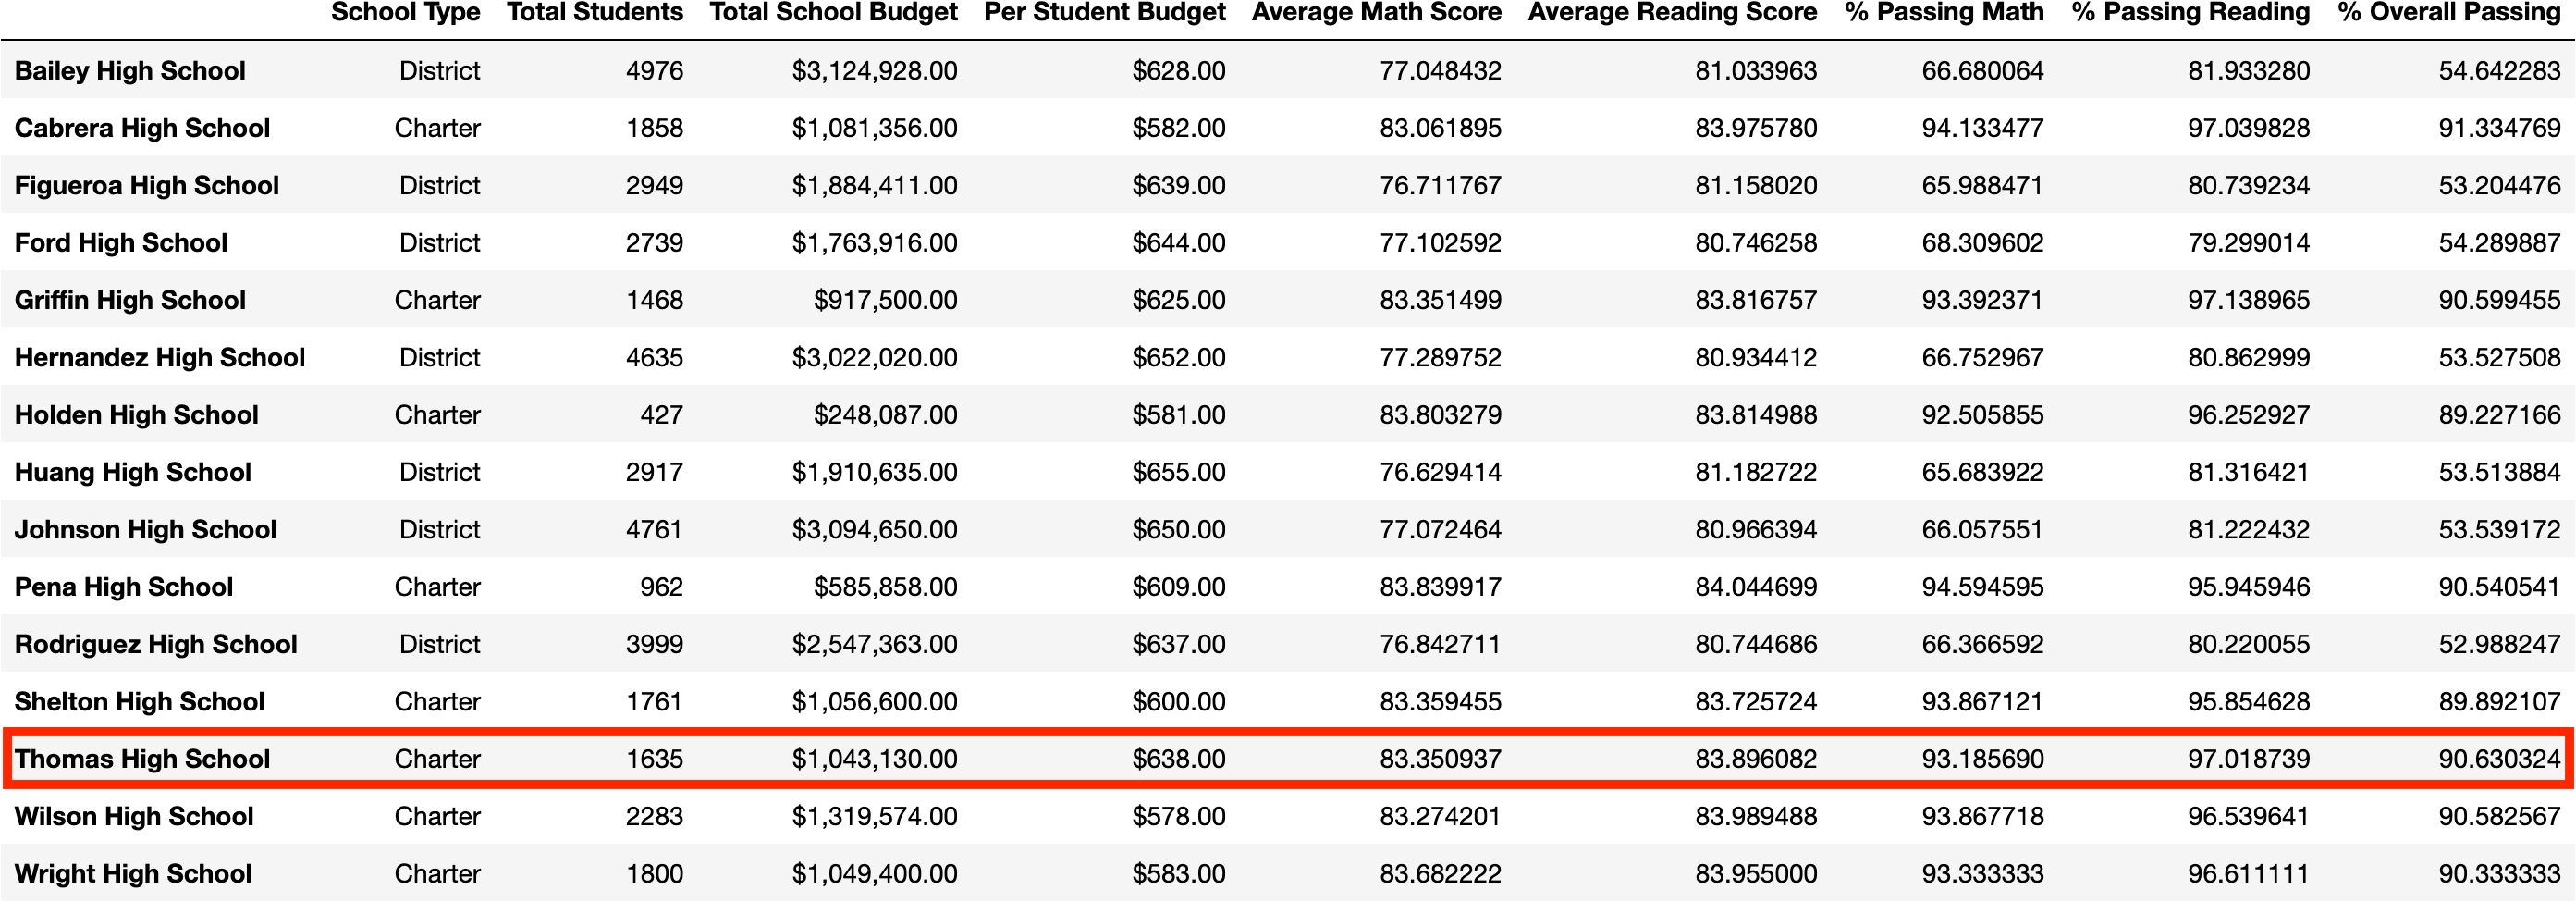 School Type Total Students Total School Budget Per Student Budget Average Math Score Average Reading Score % Passing Math % Passing Reading % Overall Passing
Bailey High School District 4976 $3,124,928.00 $628.00 77.048432 81.033963 66.680064 81.933280 54.642283
Cabrera High School Charter 1858 $1,081,356.00 $582.00 83.061895 83.975780 94.133477 97.039828 91.334769
Figueroa High School District 2949 $1,884,411.00 $639.00 76.711767 81.158020 65.988471 80.739234 53.204476
Ford High School District 2739 $1,763,916.00 $644.00 77.102592 80.746258 68.309602 79.299014 54.289887
Griffin High School Charter 1468 $917,500.00 $625.00 83.351499 83.816757 93.392371 97.138965 90.599455
Hernandez High School District 4635 $3,022,020.00 $652.00 77.289752 80.934412 66.752967 80.862999 53.527508
Holden High School Charter 427 $248,087.00 $581.00 83.803279 83.814988 92.505855 96.252927 89.227166
Huang High School District 2917 $1,910,635.00 $655.00 76.629414 81.182722 65.683922 81.316421 53.513884
Johnson High School District 4761 $3,094,650.00 $650.00 77.072464 80.966394 66.057551 81.222432 53.539172
Pena High School Charter 962 $585,858.00 $609.00 83.839917 84.044699 94.594595 95.945946 90.540541
Rodriguez High School District 3999 $2,547,363.00 $637.00 76.842711 80.744686 66.366592 80.220055 52.988247
Shelton High School Charter 1761 $1,056,600.00 $600.00 83.359455 83.725724 93.867121 95.854628 89.892107
Thomas High School Charter 1635 $1,043,130.00 $638.00 83.350937 83.896082 93.185690 97.018739 90.630324
Wilson High School Charter 2283 $1,319,574.00 $578.00 83.274201 83.989488 93.867718 96.539641 90.582567
Wright High School Charter 1800 $1,049,400.00 $583.00 83.682222 83.955000 93.333333 96.611111 90.333333